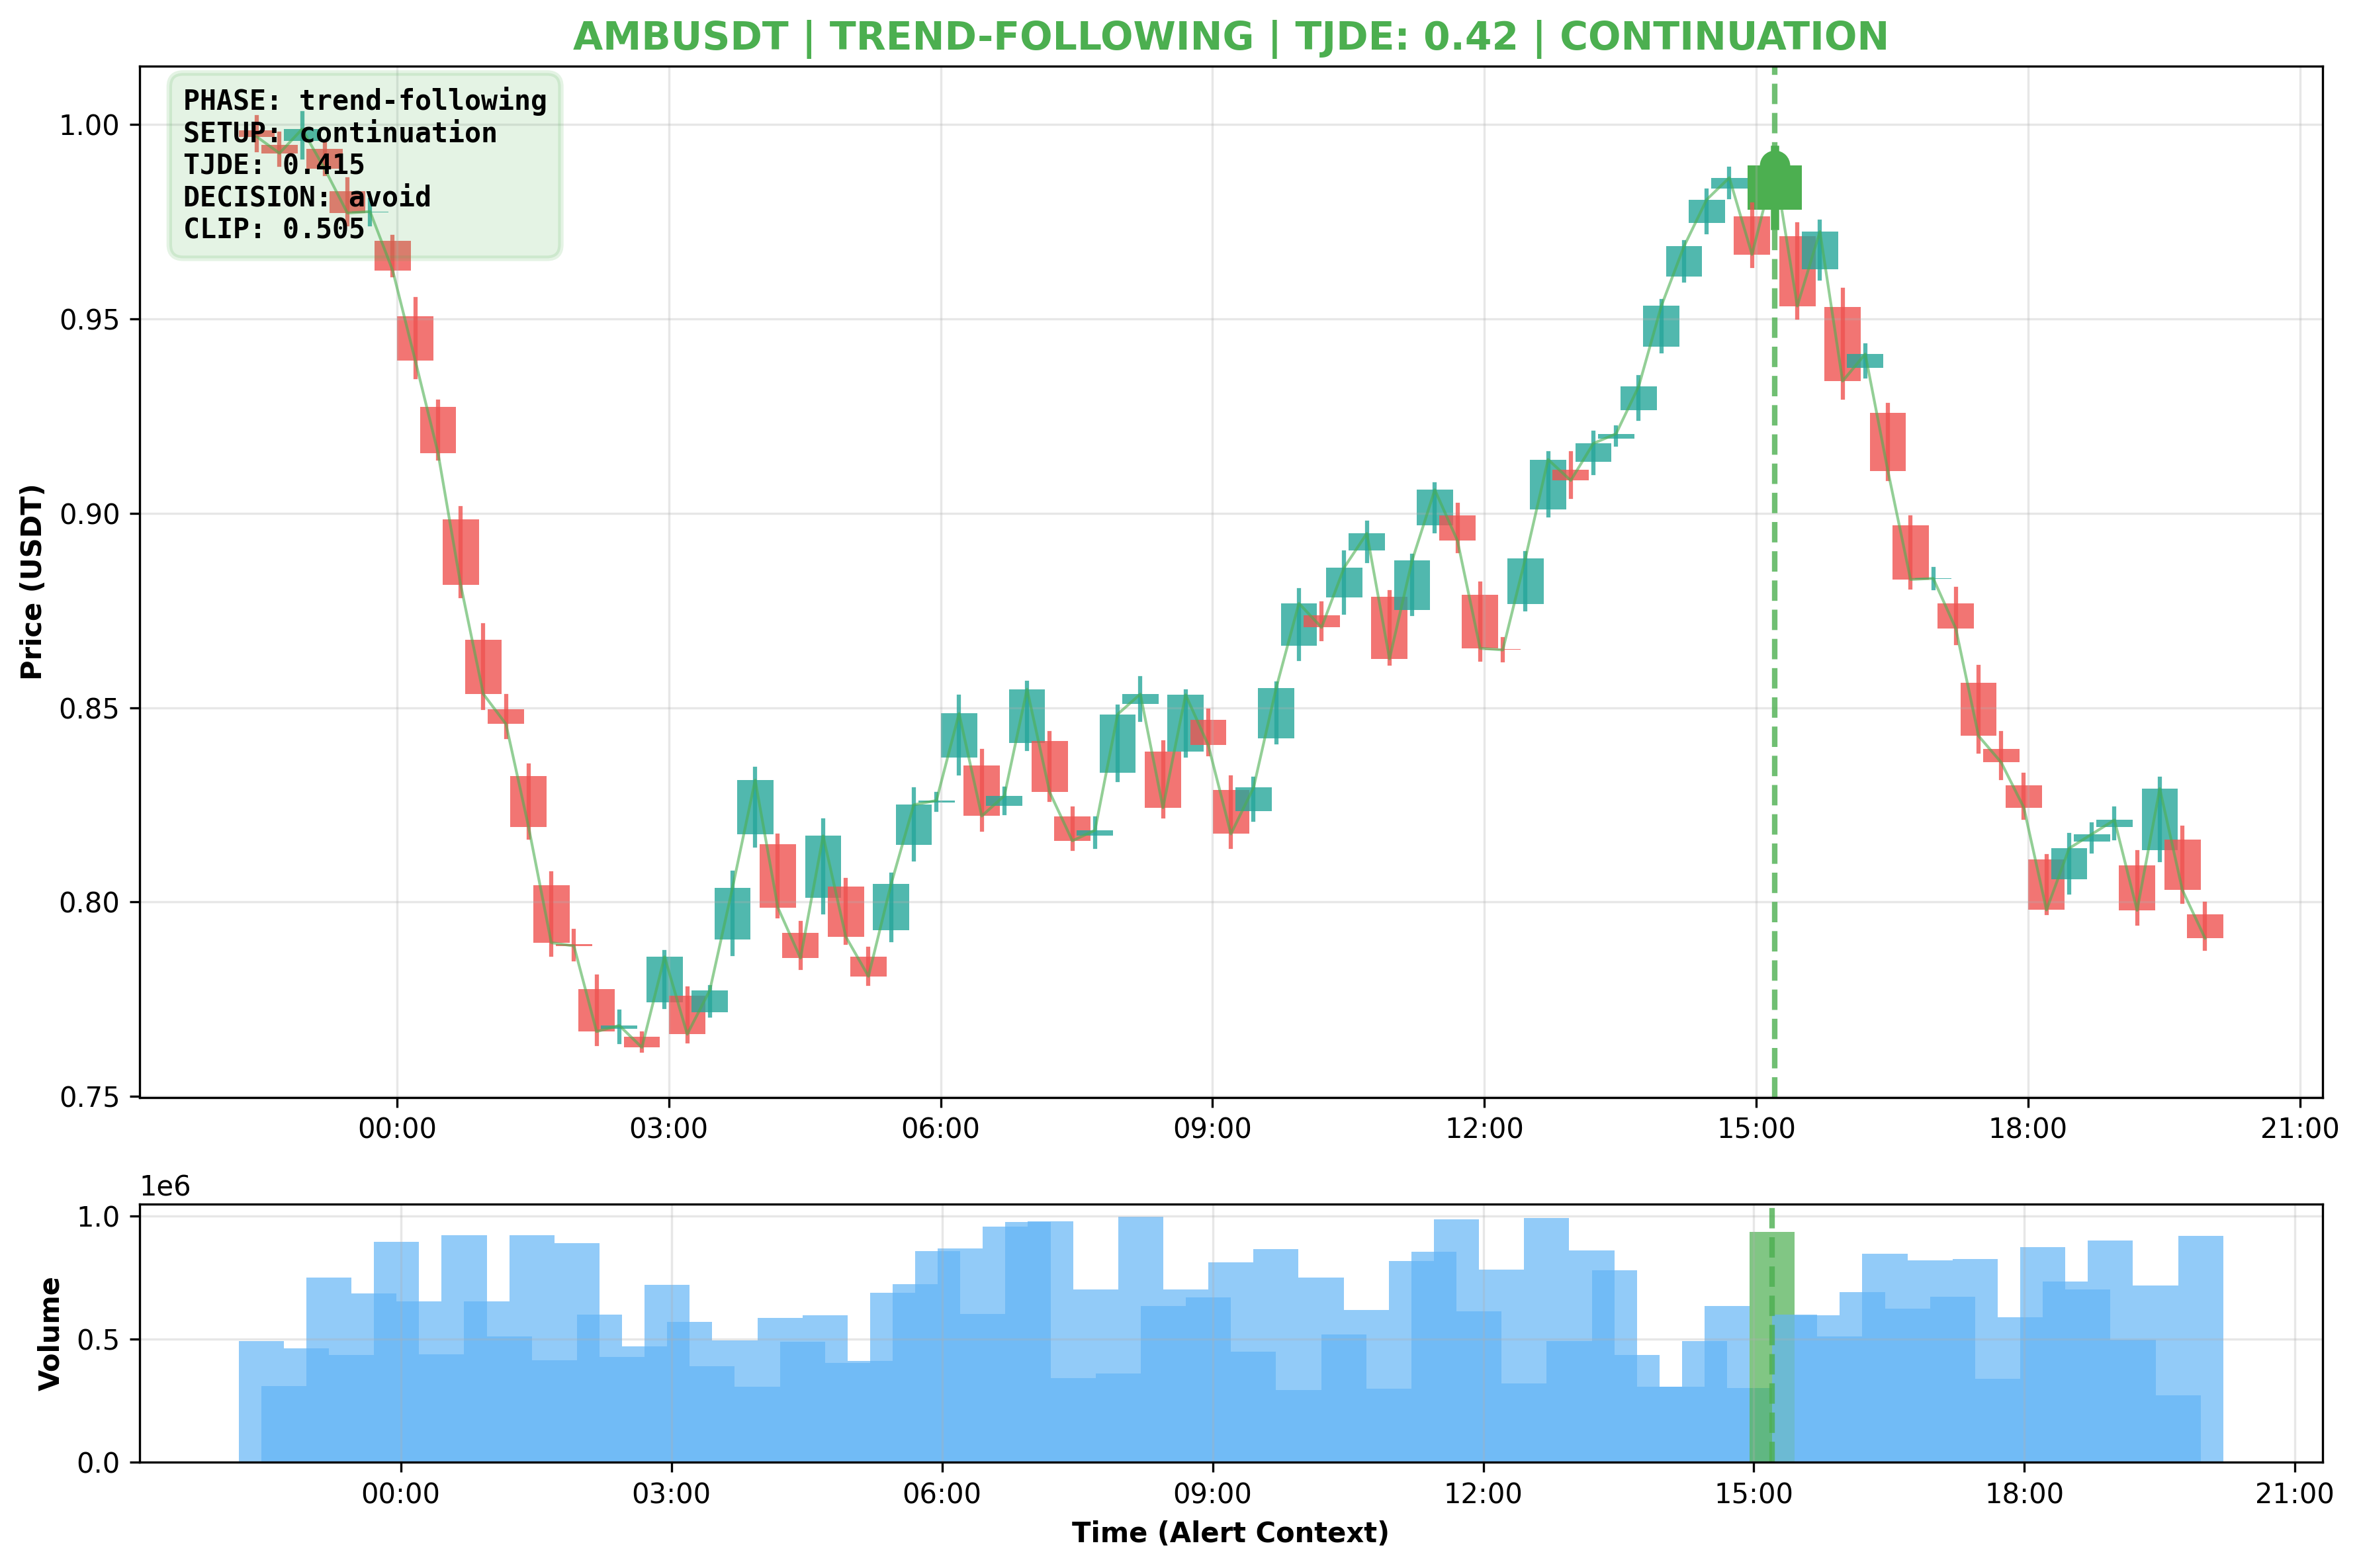 AMBUSDT | TREND-FOLLOWING | TJDE: 0.42 | CONTINUATION
PHASE: trend-following
SETUP: continuation
TJDE: 0.415
DECISION: avoid
CLIP: 0.505
Price (USDT)
1.00
0.95
0.90
0.85
0.80
0.75
00:00 03:00 06:00 09:00 12:00 15:00 18:00 21:00
1e6
Volume
1.0
0.5
0.0
00:00 03:00 06:00 09:00 12:00 15:00 18:00 21:00
Time (Alert Context)